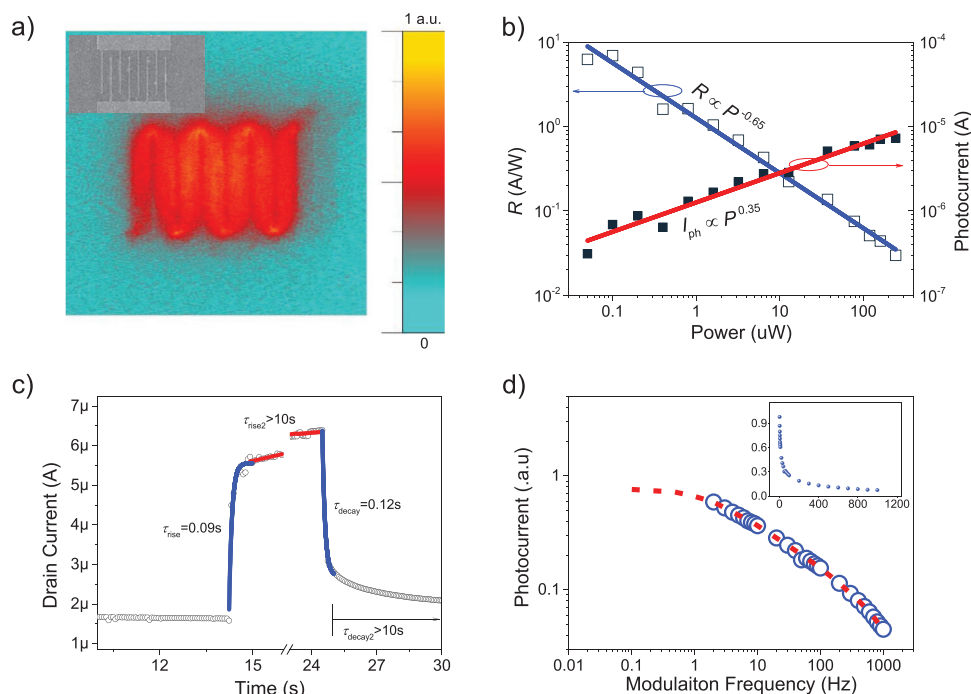 a)
1 a.u.
0
b)
10^1
10^0
10^-1
10^-2
R (A/W)
R ∝ P^-0.65
I_ph ∝ P^0.35
10^-4
10^-5
10^-6
10^-7
Photocurrent (A)
0.1 1 10 100
Power (uW)
c)
7μ
6μ
5μ
4μ
3μ
2μ
1μ
Drain Current (A)
τ_rise2>10s
τ_rise=0.09s
τ_decay=0.12s
τ_decay2>10s
12 15 24 27 30
Time (s)
d)
1
0.1
Photocurrent (.a.u)
0.9
0.6
0.3
0.0
0 400 800 1200
0.01 0.1 1 10 100 1000
Modulaiton Frequency (Hz)